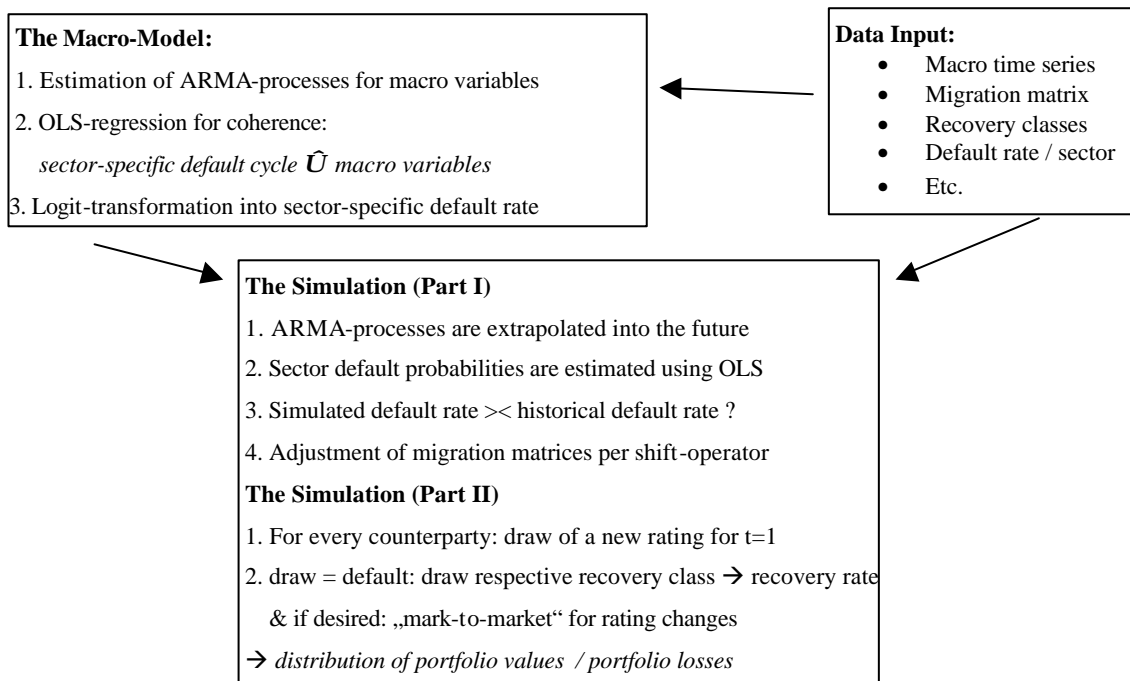 The Macro-Model:
1. Estimation of ARMA-processes for macro variables
2. OLS-regression for coherence:
sector-specific default cycle Û macro variables
3. Logit-transformation into sector-specific default rate
Data Input:
• Macro time series
• Migration matrix
• Recovery classes
• Default rate / sector
• Etc.
The Simulation (Part I)
1. ARMA-processes are extrapolated into the future
2. Sector default probabilities are estimated using OLS
3. Simulated default rate >< historical default rate ?
4. Adjustment of migration matrices per shift-operator
The Simulation (Part II)
1. For every counterparty: draw of a new rating for t=1
2. draw = default: draw respective recovery class → recovery rate
& if desired: „mark-to-market“ for rating changes
→ distribution of portfolio values / portfolio losses